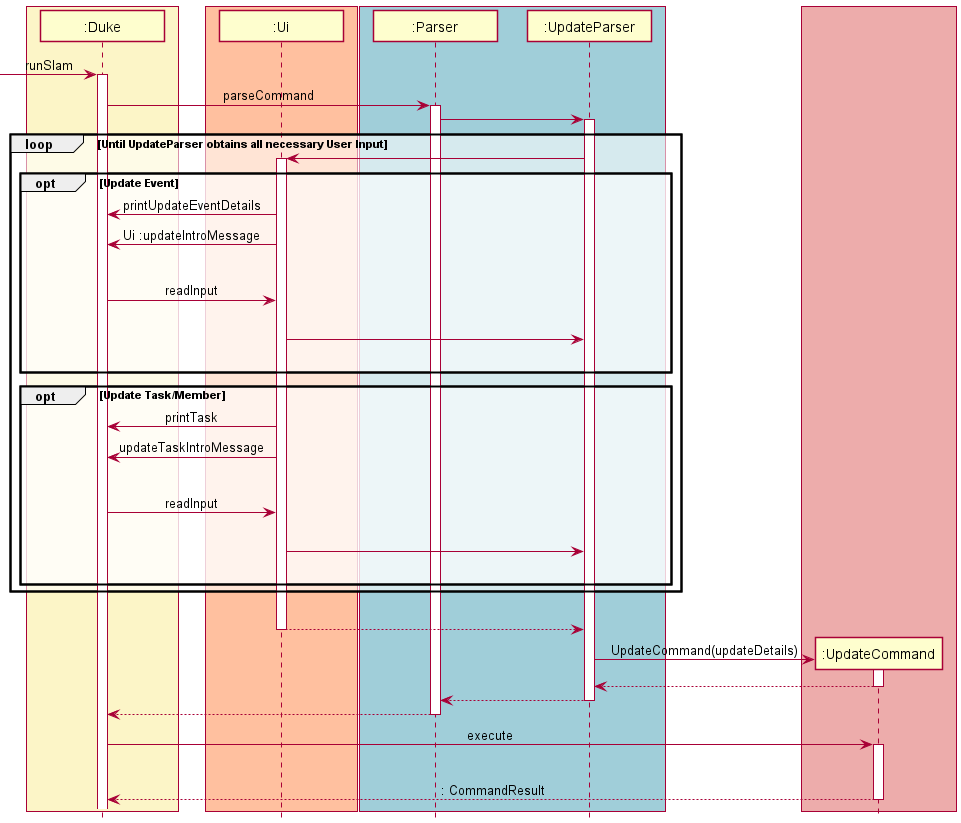 :Duke
:Ui
:Parser
:UpdateParser
runSlam
parseCommand
loop
[Until UpdateParser obtains all necessary User Input]
opt
[Update Event]
printUpdateEventDetails
Ui :updateIntroMessage
readInput
opt
[Update Task/Member]
printTask
updateTaskIntroMessage
readInput
UpdateCommand(updateDetails)
:UpdateCommand
execute
: CommandResult